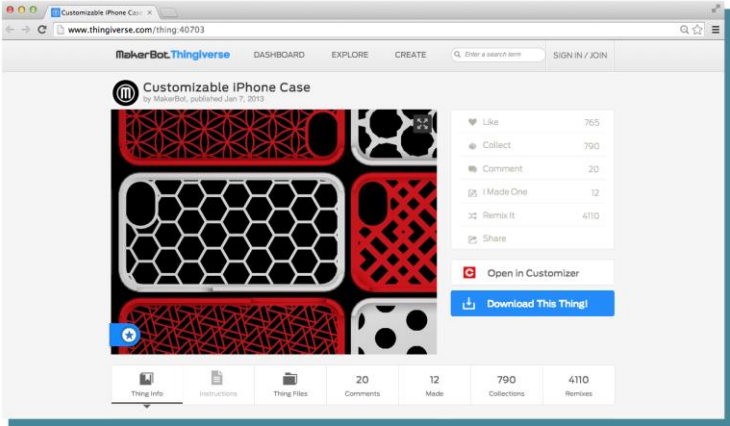 Customizable iPhone Cas
www.thingiverse.com/thing:40703
MakerBot Thingiverse
DASHBOARD
EXPLORE
CREATE
Enter a search term
SIGN IN / JOIN
Customizable iPhone Case
by MakerBot, published Jan 7, 2013
Like 765
Collect 790
Comment 20
I Made One 12
Remix It 4110
Share
Open in Customizer
Download This Thing!
20 12 790 4110
Thing Info Instructions Thing Files Comments Made Collections Remixes